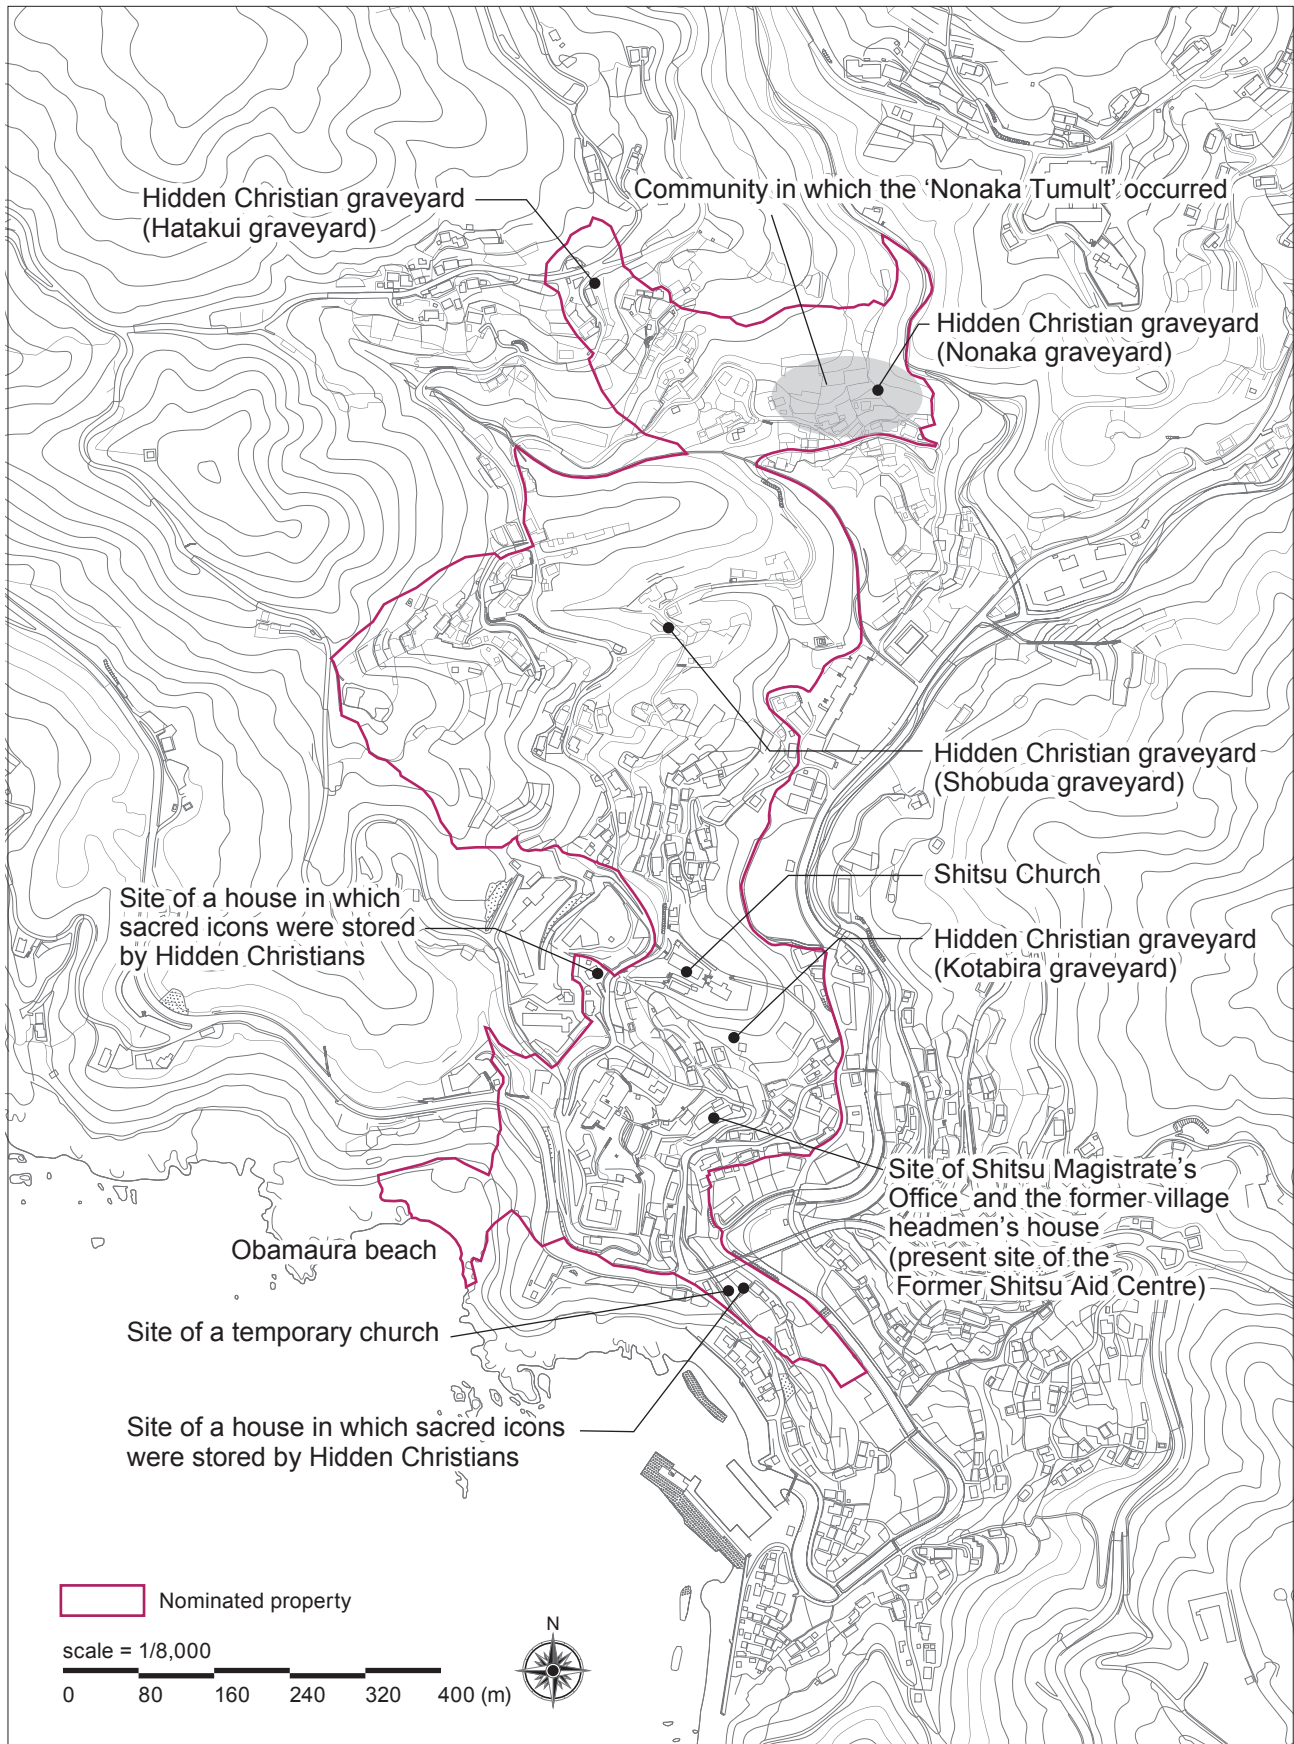 Hidden Christian graveyard
(Hatakui graveyard)
Community in which the ‘Nonaka Tumult’ occurred
Hidden Christian graveyard
(Nonaka graveyard)
Hidden Christian graveyard
(Shobuda graveyard)
Shitsu Church
Site of a house in which
sacred icons were stored
by Hidden Christians
Hidden Christian graveyard
(Kotabira graveyard)
Site of Shitsu Magistrate’s
Office and the former village
headmen’s house
(present site of the
Former Shitsu Aid Centre)
Obamaura beach
Site of a temporary church
Site of a house in which sacred icons
were stored by Hidden Christians
Nominated property
scale = 1/8,000
0 80 160 240 320 400 (m)
N